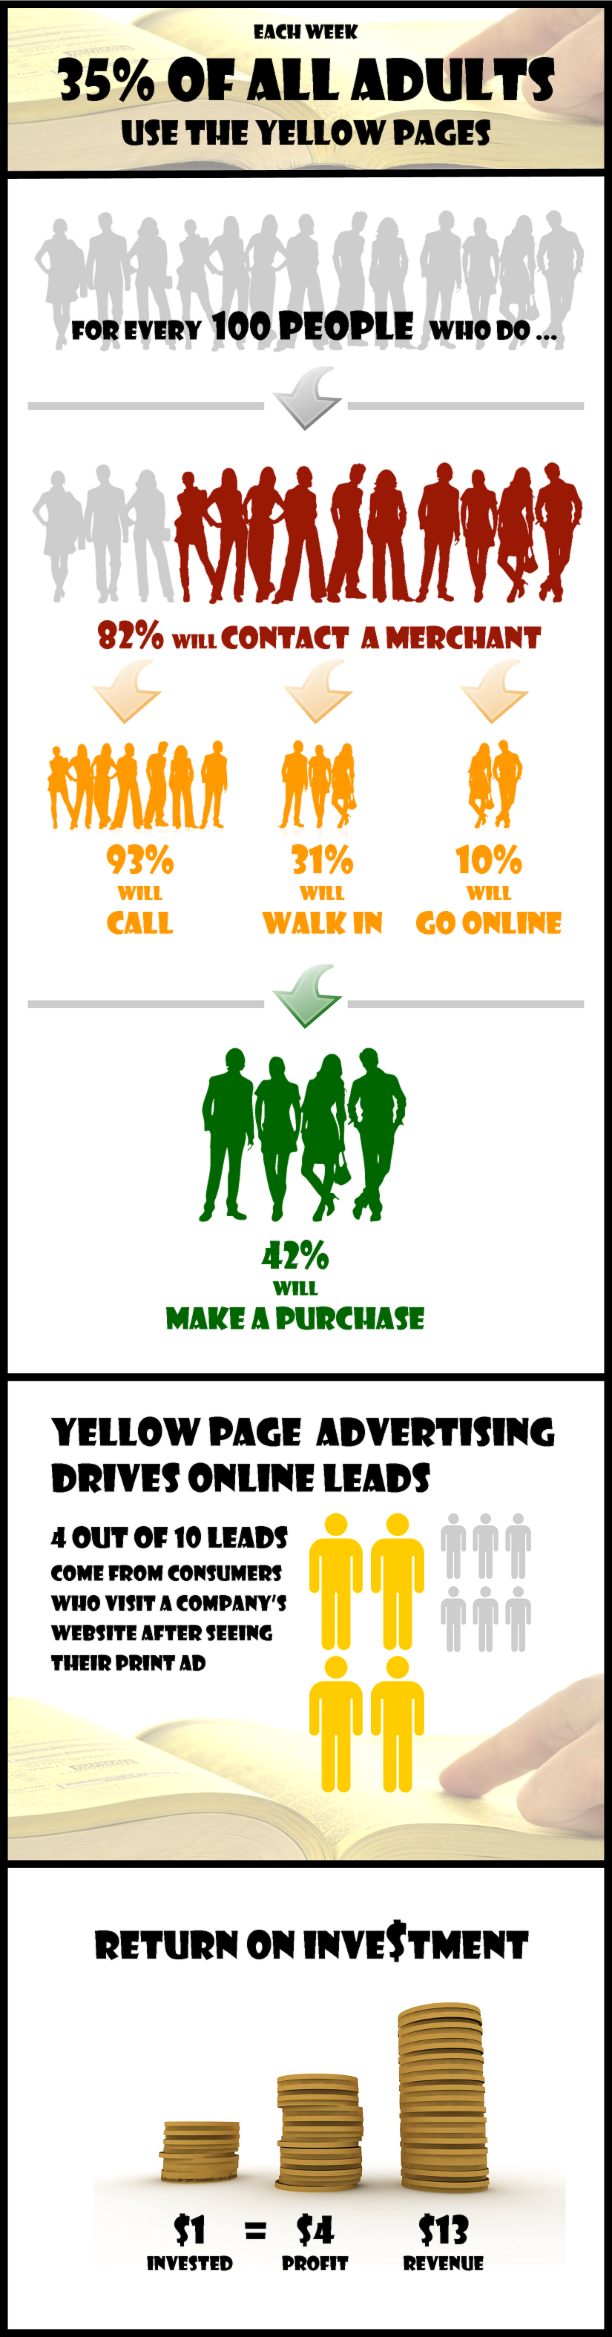 EACH WEEK
35% OF ALL ADULTS
USE THE YELLOW PAGES
FOR EVERY 100 PEOPLE WHO DO ...
82% WILL CONTACT A MERCHANT
93%
WILL
CALL
31%
WILL
WALK IN
10%
WILL
GO ONLINE
42%
WILL
MAKE A PURCHASE
YELLOW PAGE ADVERTISING
DRIVES ONLINE LEADS
4 OUT OF 10 LEADS
COME FROM CONSUMERS
WHO VISIT A COMPANY'S
WEBSITE AFTER SEEING
THEIR PRINT AD
RETURN ON INVE$TMENT
$1 = $4 $13
INVESTED PROFIT REVENUE